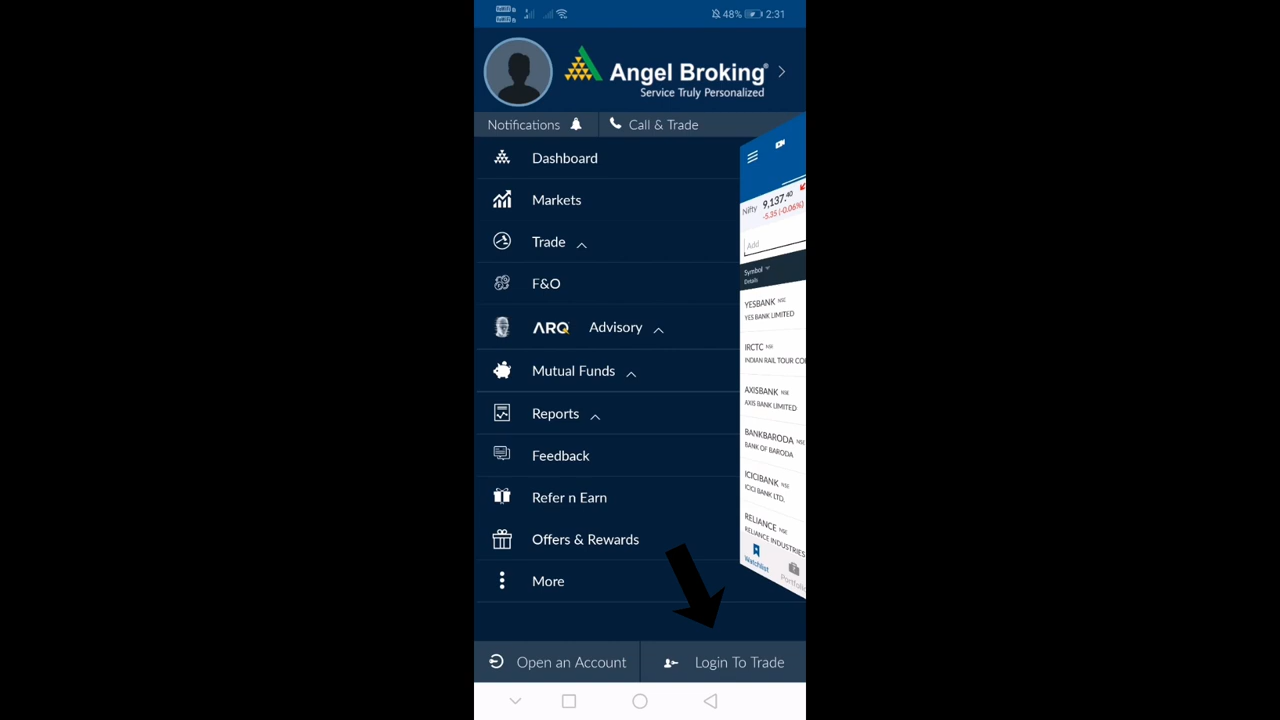 48% 2:31
Angel Broking®
Service Truly Personalized
Notifications
Call & Trade
Dashboard
Markets
Trade
F&O
ARQ Advisory
Mutual Funds
Reports
Feedback
Refer n Earn
Offers & Rewards
More
Nifty 9,137.40
-5.35 (-0.06%)
Add
Symbol
Details
YESBANK NSE
YES BANK LIMITED
IRCTC NSE
INDIAN RAIL TOUR
AXISBANK NSE
AXIS BANK LIMITED
BANKBARODA NSE
BANK OF BARODA
ICICIBANK NSE
ICICI BANK LTD.
RELIANCE NSE
RELIANCE INDUSTRIES
Watchlist
Open an Account
Login To Trade